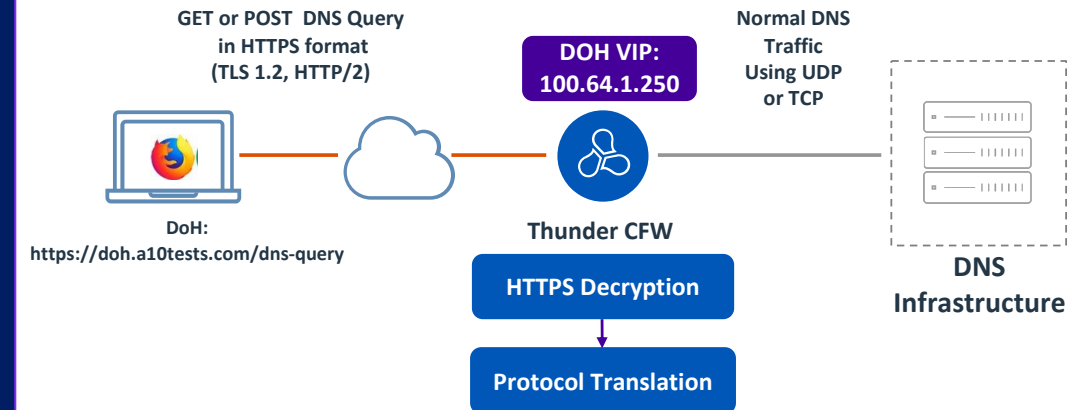 GET or POST  DNS Query
in HTTPS format
(TLS 1.2, HTTP/2)
DOH VIP:
100.64.1.250
Normal DNS
Traffic
Using UDP
or TCP
DoH:
https://doh.a10tests.com/dns-query
Thunder CFW
HTTPS Decryption
Protocol Translation
DNS
Infrastructure